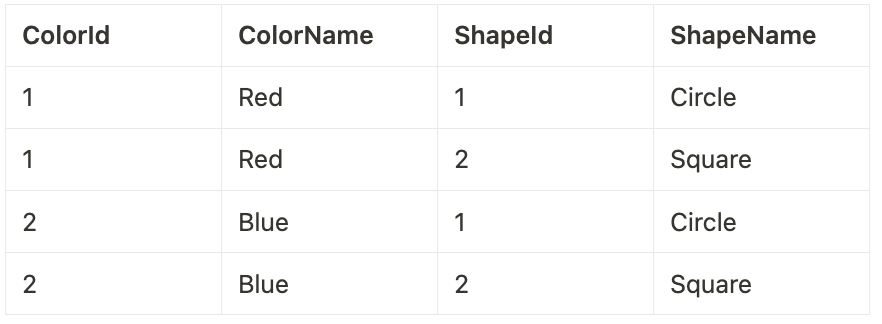 ColorId ColorName ShapeId ShapeName
1 Red 1 Circle
1 Red 2 Square
2 Blue 1 Circle
2 Blue 2 Square